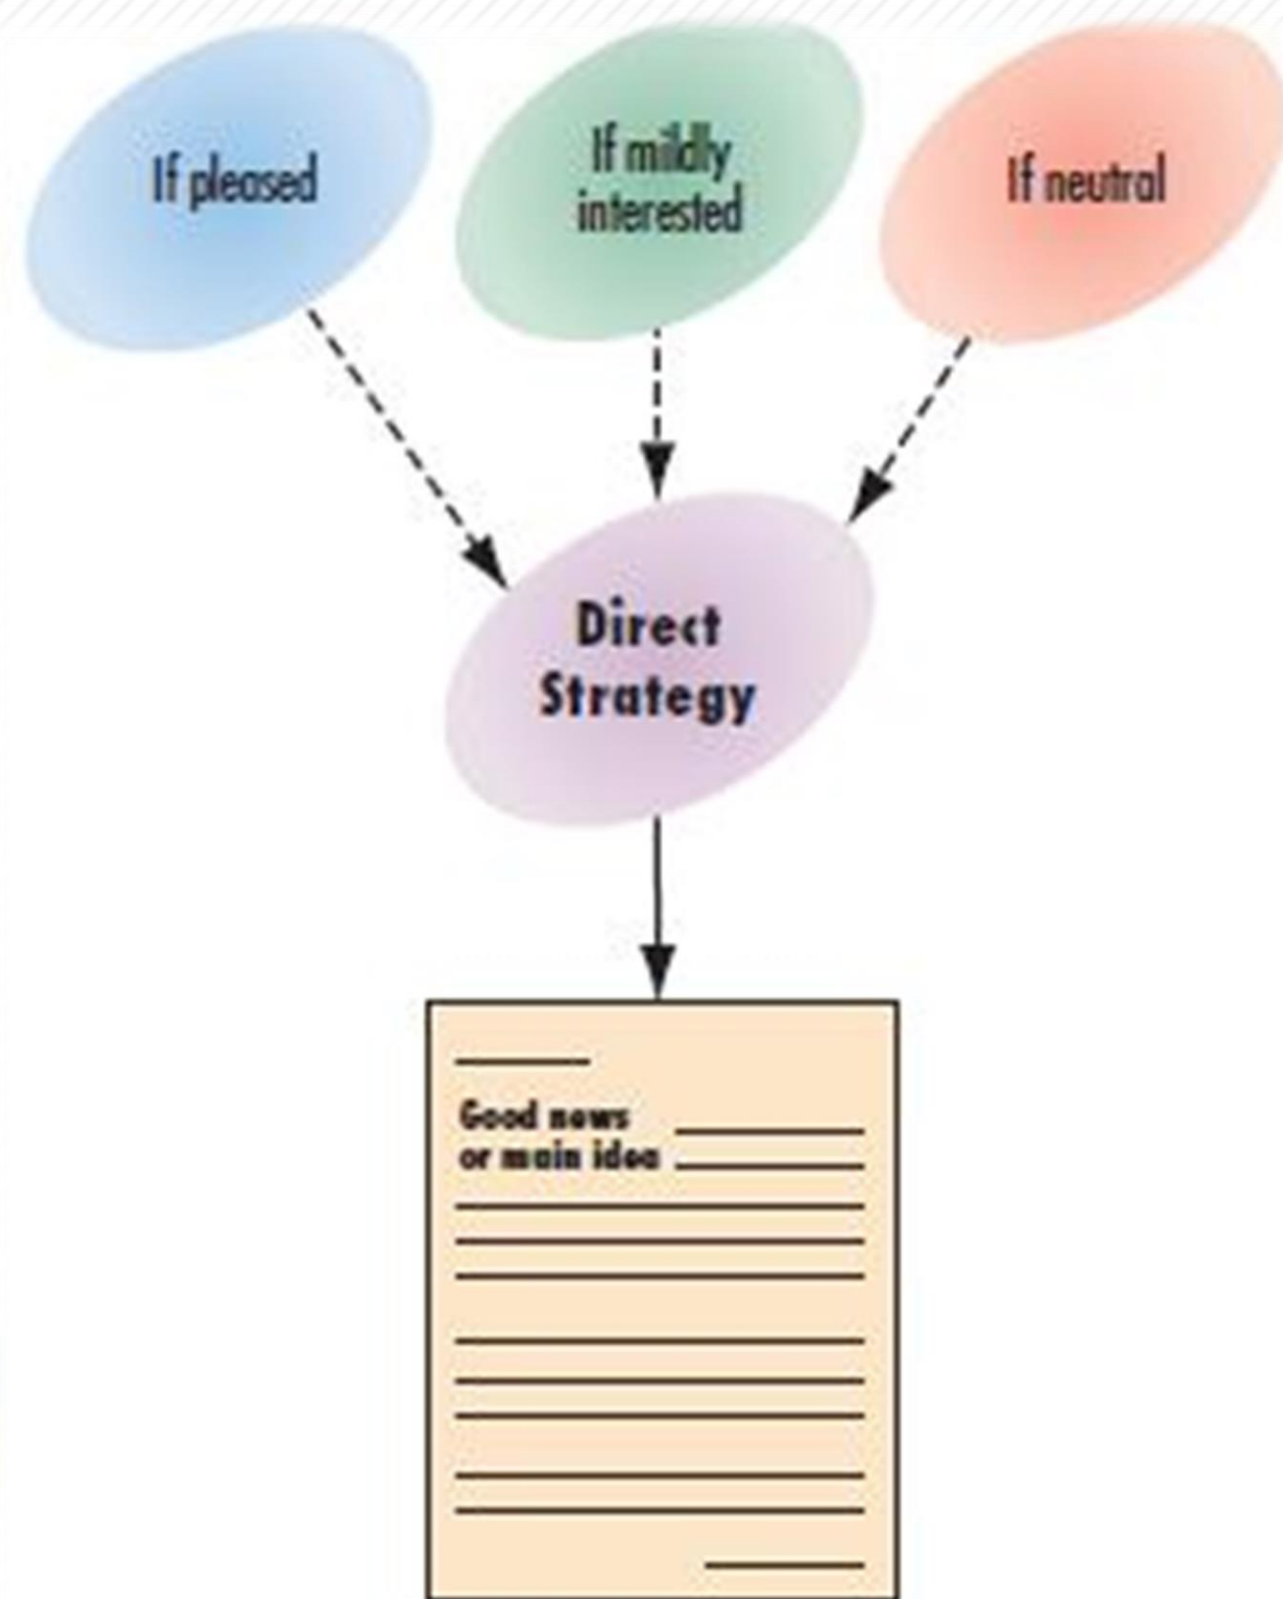 If pleased
If mildly
interested
If neutral
Direct
Strategy
Good news
or main idea